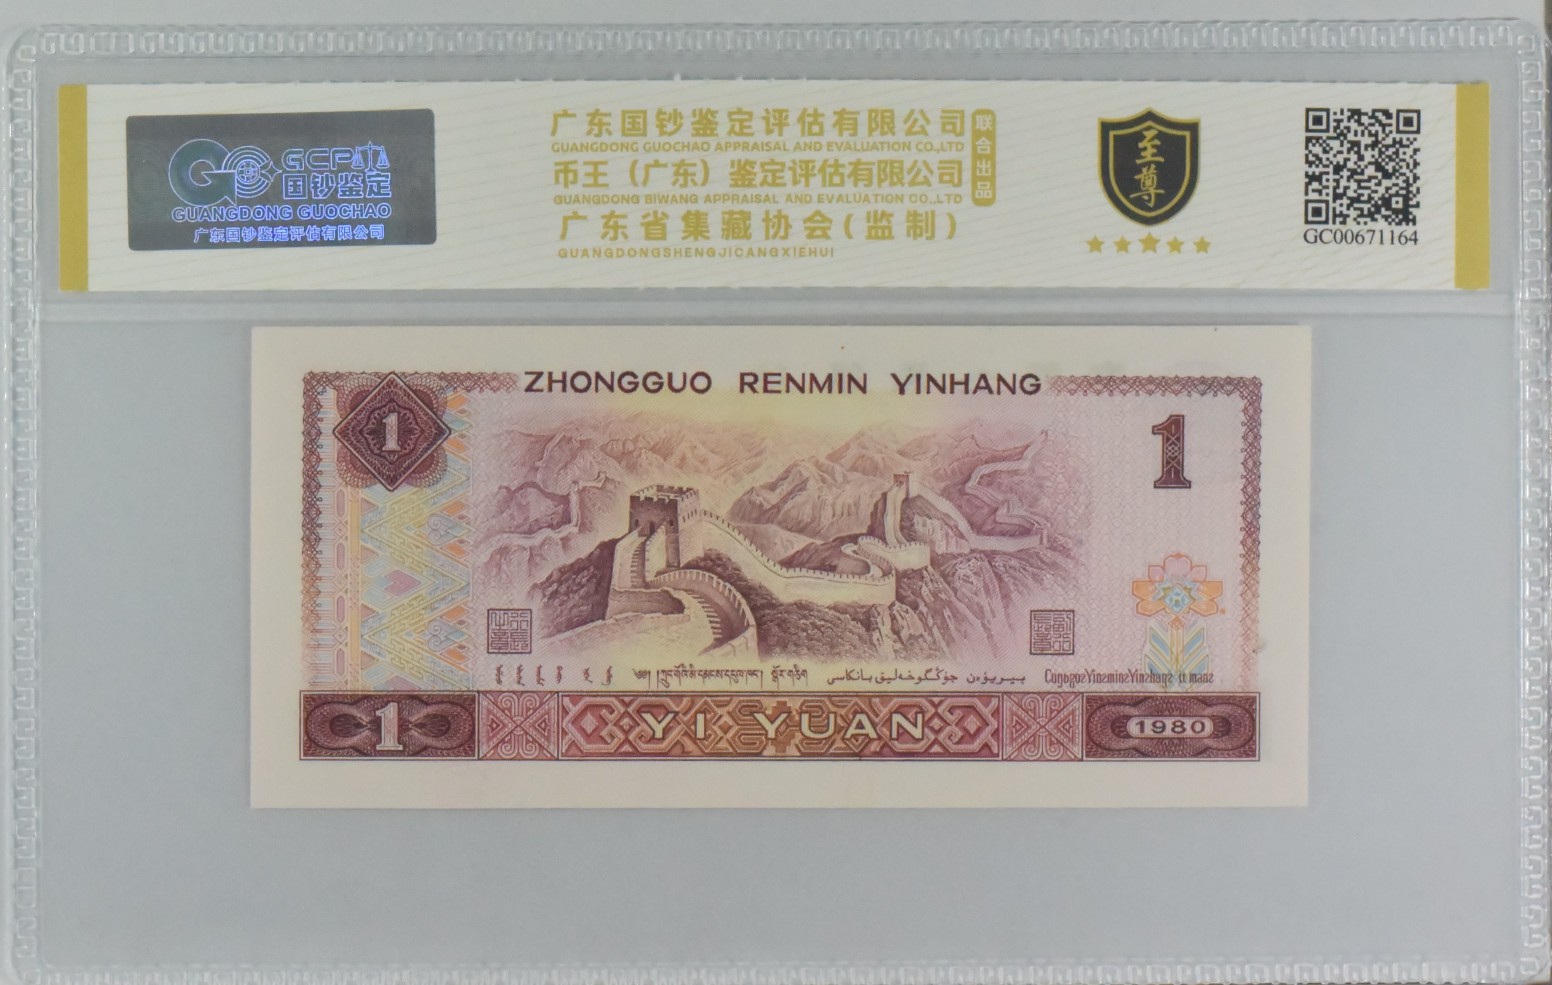 GCP
国钞鉴定
GUANGDONG GUOCHAO
广东国钞鉴定评估有限公司
广东国钞鉴定评估有限公司
GUANGDONG GUOCHAO APPRAISAL AND EVALUATION CO.,LTD
币王（广东）鉴定评估有限公司
GUANGDONG BIWANG APPRAISAL AND EVALUATION CO.,LTD
广东省集藏协会(监制)
GUANGDONGSHENGJICANGXIEHUI
联合出品
至尊
GC00671164
ZHONGGUO RENMIN YINHANG
1
1
1
YI YUAN
1980